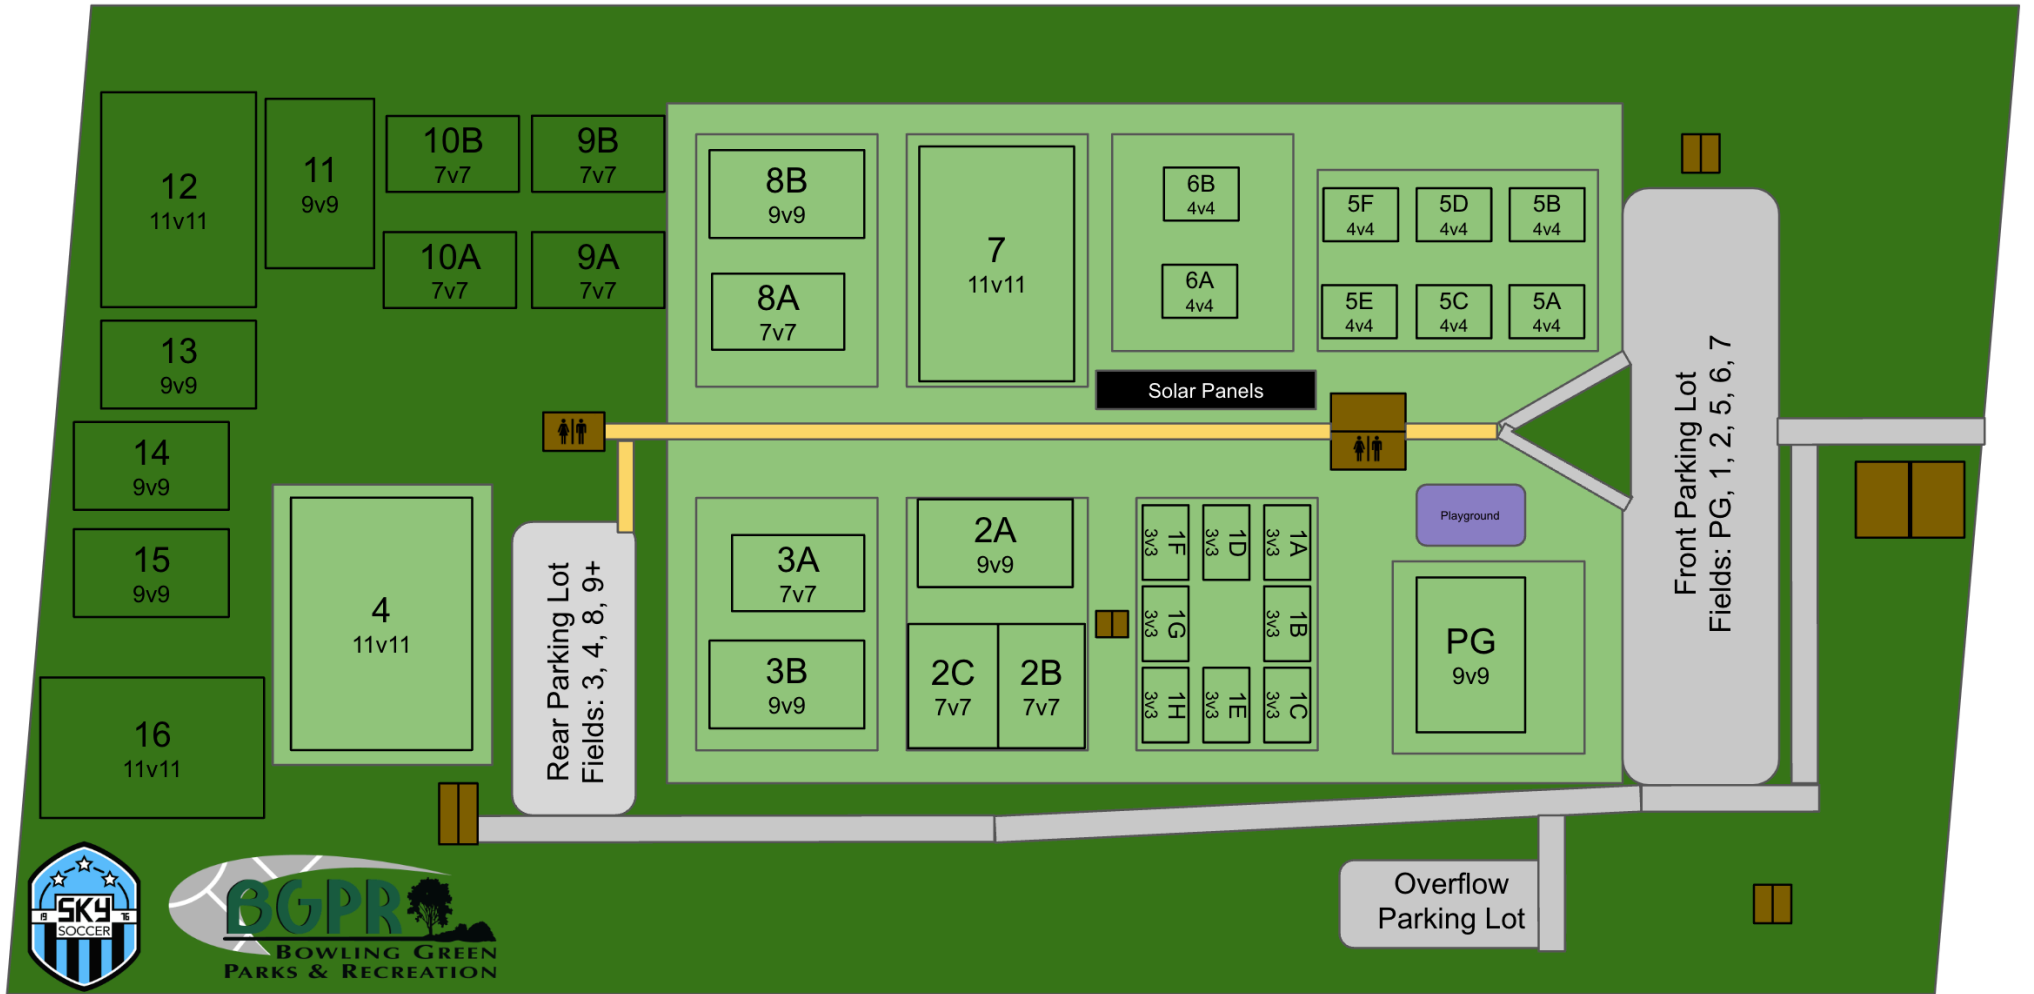 12
11v11
11
9v9
10B
7v7
9B
7v7
10A
7v7
9A
7v7
8B
9v9
8A
7v7
7
11v11
6B
4v4
6A
4v4
5F
4v4
5D
4v4
5B
4v4
5E
4v4
5C
4v4
5A
4v4
13
9v9
14
9v9
15
9v9
16
11v11
4
11v11
Solar Panels
Playground
Rear Parking Lot
Fields: 3, 4, 8, 9+
3A
7v7
3B
9v9
2A
9v9
2C
7v7
2B
7v7
1F
3v3
1D
3v3
1A
3v3
1G
3v3
1B
3v3
1H
3v3
1E
3v3
1C
3v3
PG
9v9
Front Parking Lot
Fields: PG, 1, 2, 5, 6, 7
Overflow
Parking Lot
19 SKY 76
SOCCER
BGPR
BOWLING GREEN
PARKS & RECREATION